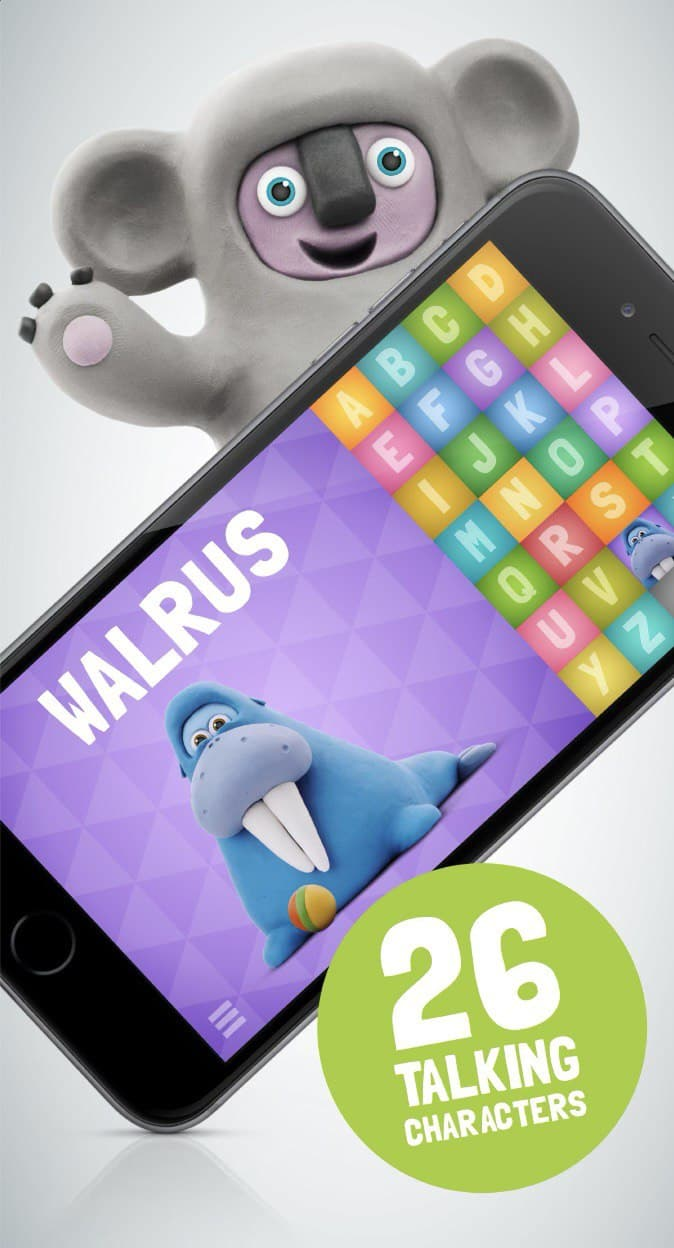 WALRUS
A B C D
E F G H
I J K L
M N O P
Q R S T
U V
Y Z
26
TALKING
CHARACTERS